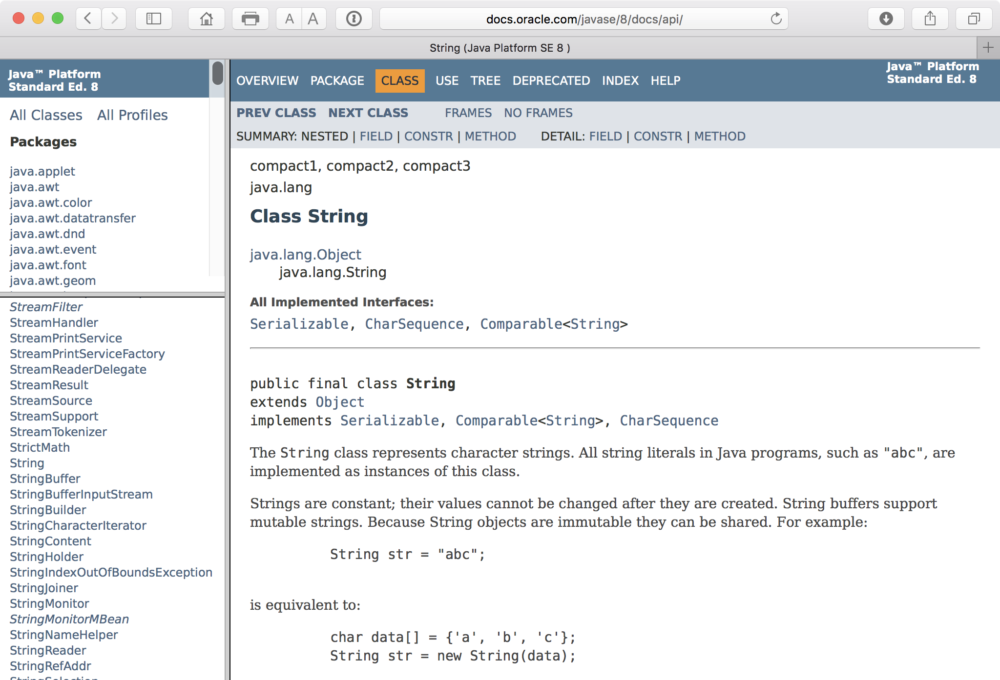 A A
docs.oracle.com/javase/8/docs/api/
String (Java Platform SE 8 )
Java™ Platform
Standard Ed. 8
All Classes All Profiles
Packages
java.applet
java.awt
java.awt.color
java.awt.datatransfer
java.awt.dnd
java.awt.event
java.awt.font
java.awt.geom
StreamFilter
StreamHandler
StreamPrintService
StreamPrintServiceFactory
StreamReaderDelegate
StreamResult
StreamSource
StreamSupport
StreamTokenizer
StrictMath
String
StringBuffer
StringBufferInputStream
StringBuilder
StringCharacterIterator
StringContent
StringHolder
StringIndexOutOfBoundsException
StringJoiner
StringMonitor
StringMonitorMBean
StringNameHelper
StringReader
StringRefAddr
OVERVIEW PACKAGE CLASS USE TREE DEPRECATED INDEX HELP
Java™ Platform
Standard Ed. 8
PREV CLASS NEXT CLASS FRAMES NO FRAMES
SUMMARY: NESTED | FIELD | CONSTR | METHOD DETAIL: FIELD | CONSTR | METHOD
compact1, compact2, compact3
java.lang
Class String
java.lang.Object
java.lang.String
All Implemented Interfaces:
Serializable, CharSequence, Comparable<String>
public final class String
extends Object
implements Serializable, Comparable<String>, CharSequence
The String class represents character strings. All string literals in Java programs, such as "abc", are
implemented as instances of this class.
Strings are constant; their values cannot be changed after they are created. String buffers support
mutable strings. Because String objects are immutable they can be shared. For example:
String str = "abc";
is equivalent to:
char data[] = {'a', 'b', 'c'};
String str = new String(data);